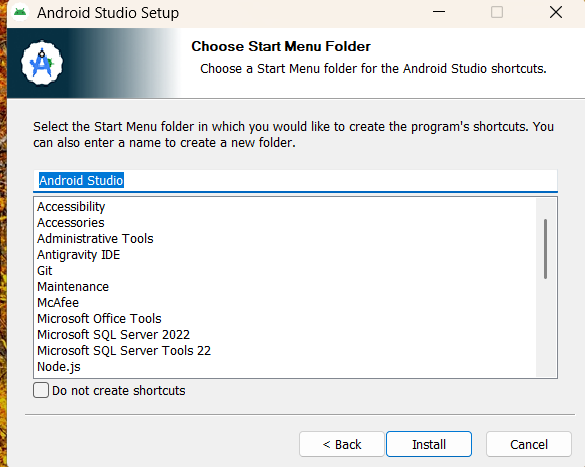 Android Studio Setup
Choose Start Menu Folder
Choose a Start Menu folder for the Android Studio shortcuts.
Select the Start Menu folder in which you would like to create the program's shortcuts. You
can also enter a name to create a new folder.
Android Studio
Accessibility
Accessories
Administrative Tools
Antigravity IDE
Git
Maintenance
McAfee
Microsoft Office Tools
Microsoft SQL Server 2022
Microsoft SQL Server Tools 22
Node.js
Do not create shortcuts
< Back
Install
Cancel